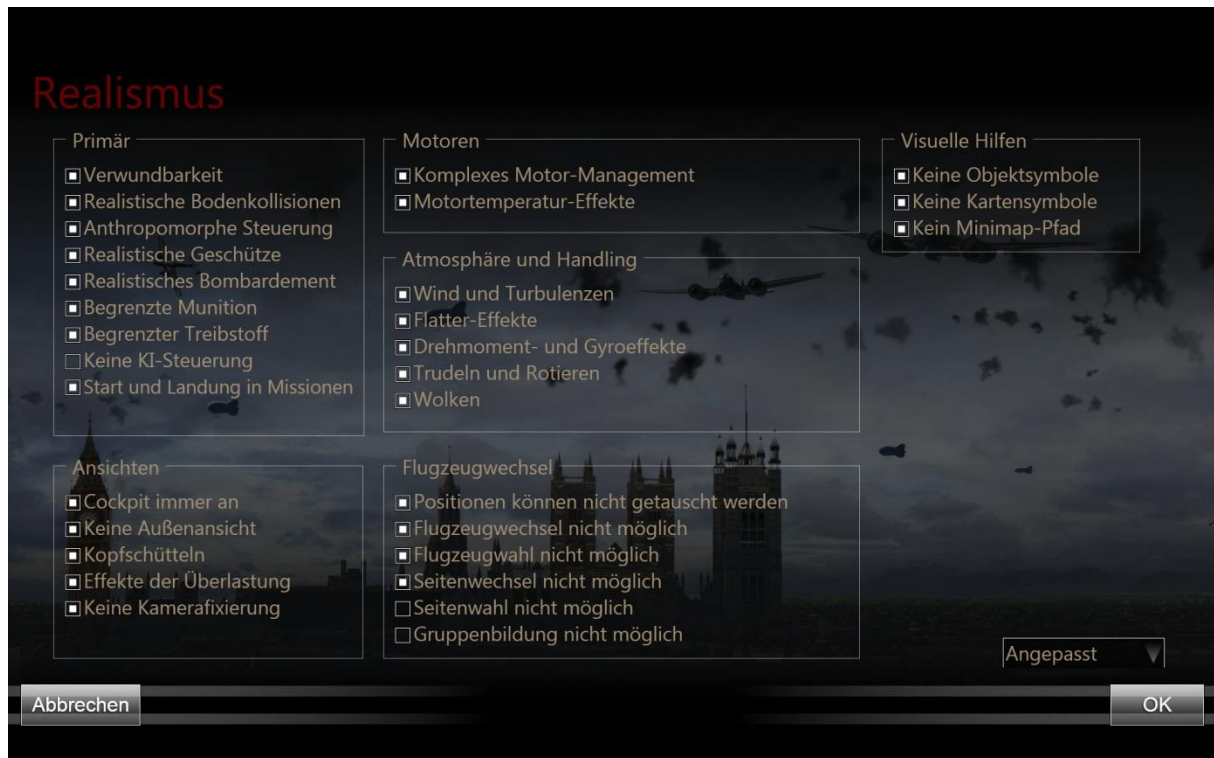 Realismus
Primär
Verwundbarkeit
Realistische Bodenkollisionen
Anthropomorphe Steuerung
Realistische Geschütze
Realistisches Bombardement
Begrenzte Munition
Begrenzter Treibstoff
Keine KI-Steuerung
Start und Landung in Missionen
Motoren
Komplexes Motor-Management
Motortemperatur-Effekte
Atmosphäre und Handling
Wind und Turbulenzen
Flatter-Effekte
Drehmoment- und Gyroeffekte
Trudeln und Rotieren
Wolken
Visuelle Hilfen
Keine Objektsymbole
Keine Kartensymbole
Kein Minimap-Pfad
Ansichten
Cockpit immer an
Keine Außenansicht
Kopfschütteln
Effekte der Überlastung
Keine Kamerafixierung
Flugzeugwechsel
Positionen können nicht getauscht werden
Flugzeugwechsel nicht möglich
Flugzeugwahl nicht möglich
Seitenwechsel nicht möglich
Seitenwahl nicht möglich
Gruppenbildung nicht möglich
Angepasst
Abbrechen
OK